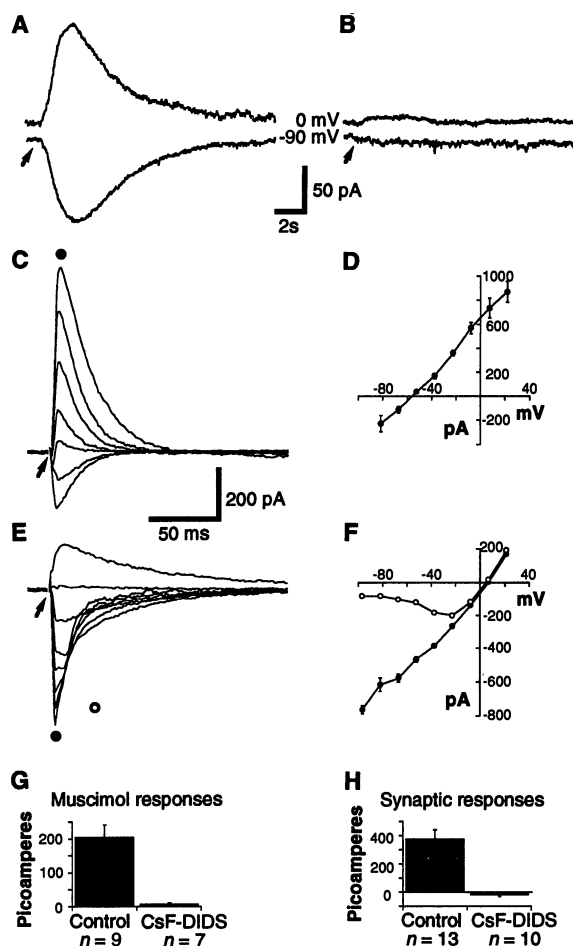 A
B
0 mV
-90 mV
50 pA
2s
C
D
1000
600
200
-80 -40 40
mV
pA
-200
200 pA
50 ms
E
F
200
-80 -40 40
mV
-200
-400
-600
pA
-800
G
H
Muscimol responses
Synaptic responses
Picoamperes
200
100
0
Control CsF-DIDS
n = 9 n = 7
Picoamperes
400
200
0
Control CsF-DIDS
n = 13 n = 10